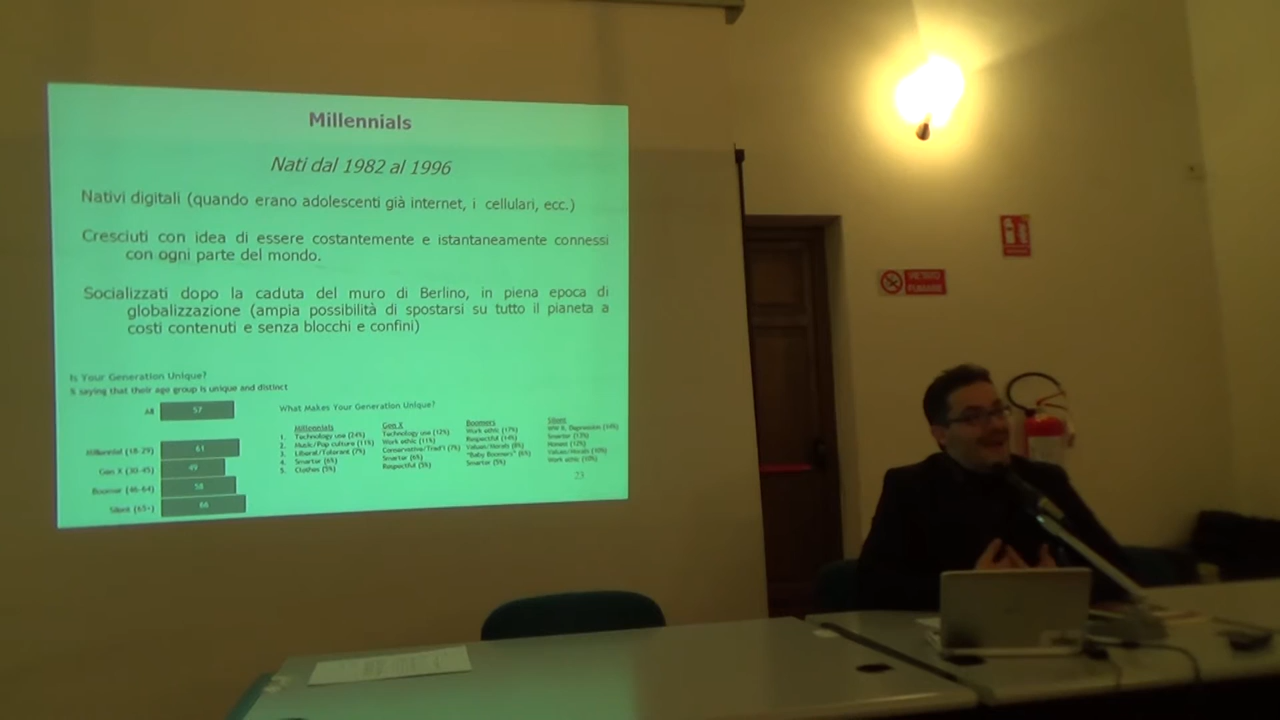 Millennials
Nati dal 1982 al 1996
Nativi digitali (quando erano adolescenti già internet, i cellulari, ecc.)
Cresciuti con idea di essere costantemente e istantaneamente connessi
con ogni parte del mondo.
Socializzati dopo la caduta del muro di Berlino, in piena epoca di
globalizzazione (ampia possibilità di spostarsi su tutto il pianeta a
costi contenuti e senza blocchi e confini)
Is Your Generation Unique?
% saying that their age group is unique and distinct
All 57
Millennial (18-29) 61
Gen X (30-45) 49
Boomer (46-64) 58
Silent (65+) 66
What Makes Your Generation Unique?
Millennials
1. Technology use (24%)
2. Music/Pop culture (11%)
3. Liberal/Tolerant (7%)
4. Smarter (6%)
5. Clothes (5%)
Gen X
Technology use (12%)
Work ethic (11%)
Conservative/Trad'l (7%)
Smarter (6%)
Respectful (5%)
Boomers
Work ethic (17%)
Respectful (14%)
Values/Morals (8%)
"Baby Boomers" (6%)
Smarter (5%)
Silent
WW II, Depression (14%)
Smarter (13%)
Honest (12%)
Values/Morals (10%)
Work ethic (10%)
23
VIETATO
FUMARE